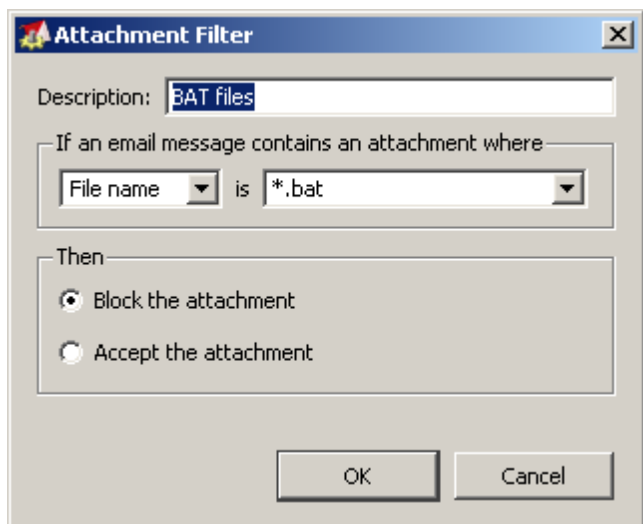 Attachment Filter
Description: BAT files
If an email message contains an attachment where
File name is *.bat
Then
Block the attachment
Accept the attachment
OK Cancel